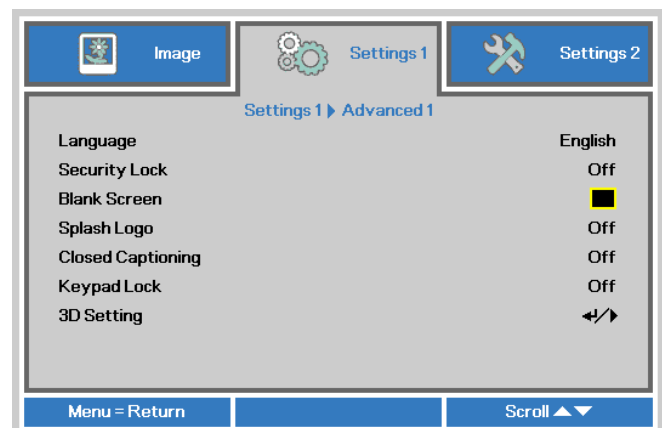 Image
Settings 1
Settings 2
Settings 1 ▶ Advanced 1
Language English
Security Lock Off
Blank Screen
Splash Logo Off
Closed Captioning Off
Keypad Lock Off
3D Setting ↵/▶
Menu = Return
Scroll ▲▼